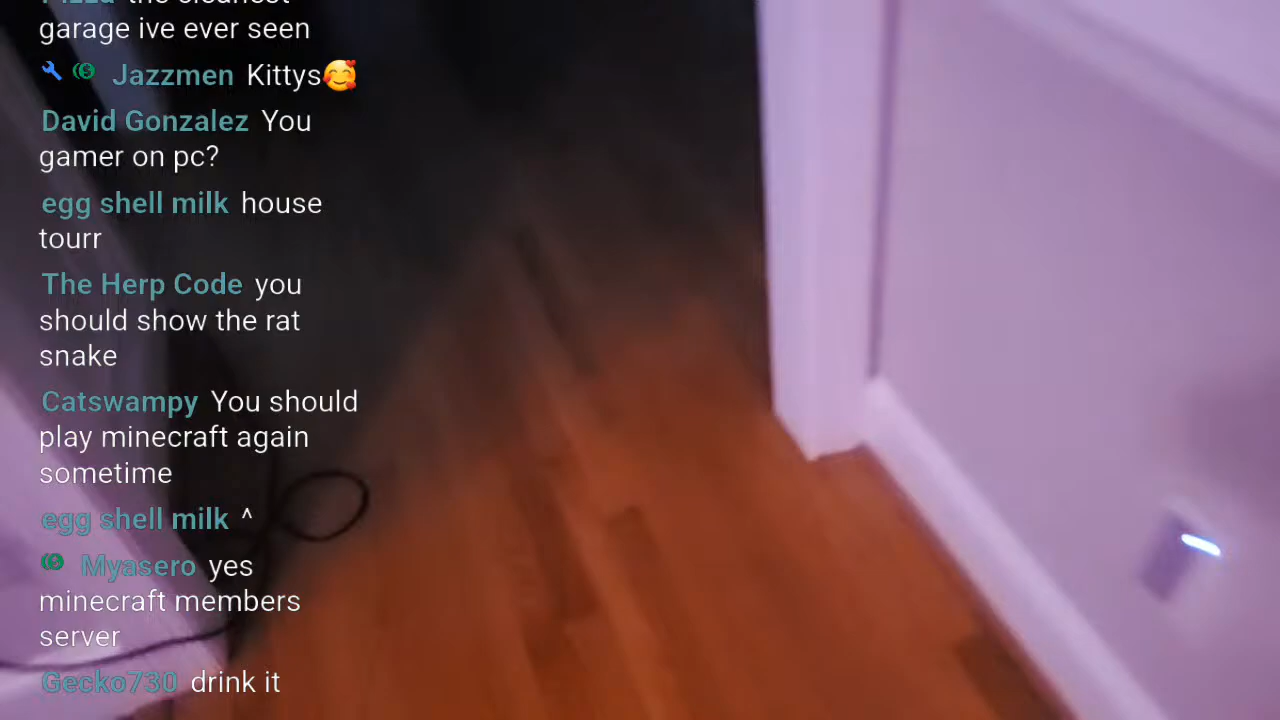 garage ive ever seen
Jazzmen Kittys🥰
David Gonzalez You
gamer on pc?
egg shell milk house
tourr
The Herp Code you
should show the rat
snake
Catswampy You should
play minecraft again
sometime
egg shell milk ^
Myasero yes
minecraft members
server
Gecko730 drink it